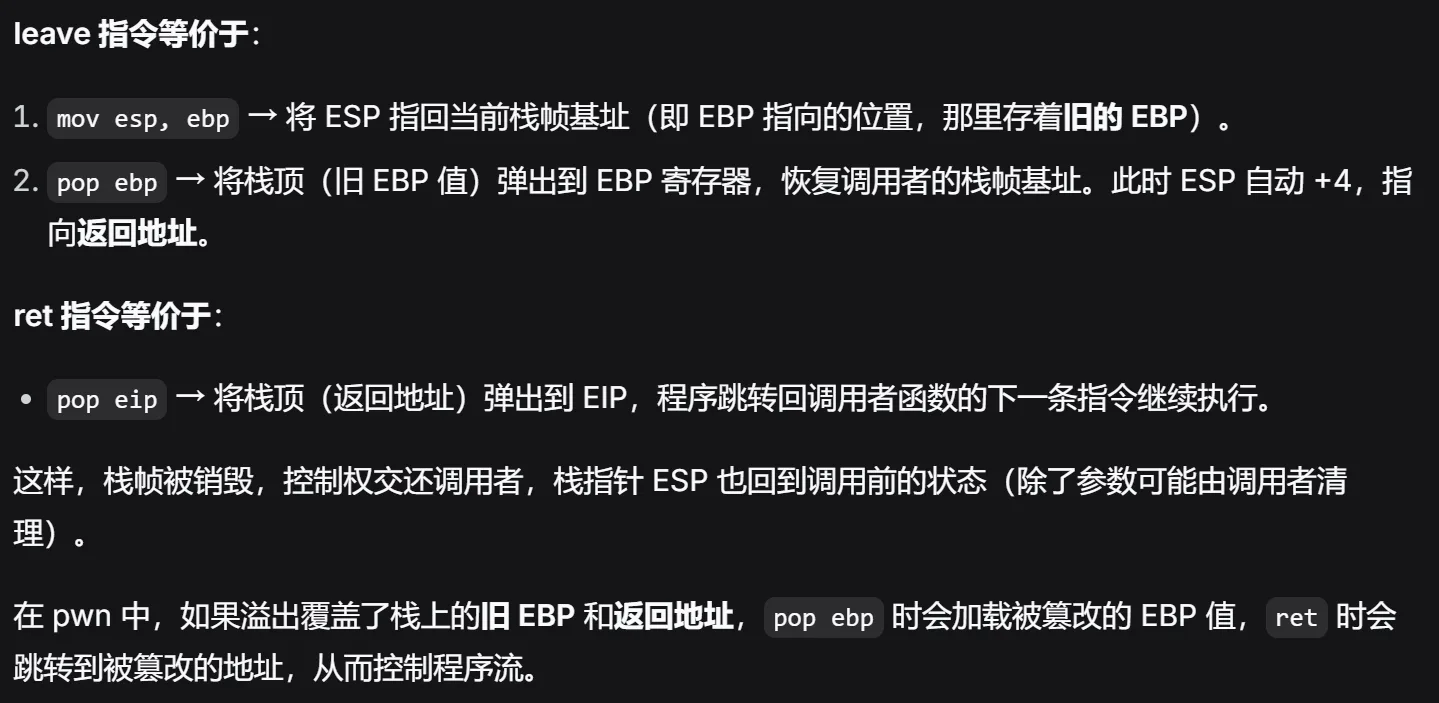 leave 指令等价于：
1. mov esp, ebp → 将 ESP 指回当前栈帧基址（即 EBP 指向的位置，那里存着旧的 EBP）。
2. pop ebp → 将栈顶（旧 EBP 值）弹出到 EBP 寄存器，恢复调用者的栈帧基址。此时 ESP 自动 +4，指
向返回地址。
ret 指令等价于：
• pop eip → 将栈顶（返回地址）弹出到 EIP，程序跳转回调用者函数的下一条指令继续执行。
这样，栈帧被销毁，控制权交还调用者，栈指针 ESP 也回到调用前的状态（除了参数可能由调用者清
理）。
在 pwn 中，如果溢出覆盖了栈上的旧 EBP 和返回地址，pop ebp 时会加载被篡改的 EBP 值，ret 时会
跳转到被篡改的地址，从而控制程序流。